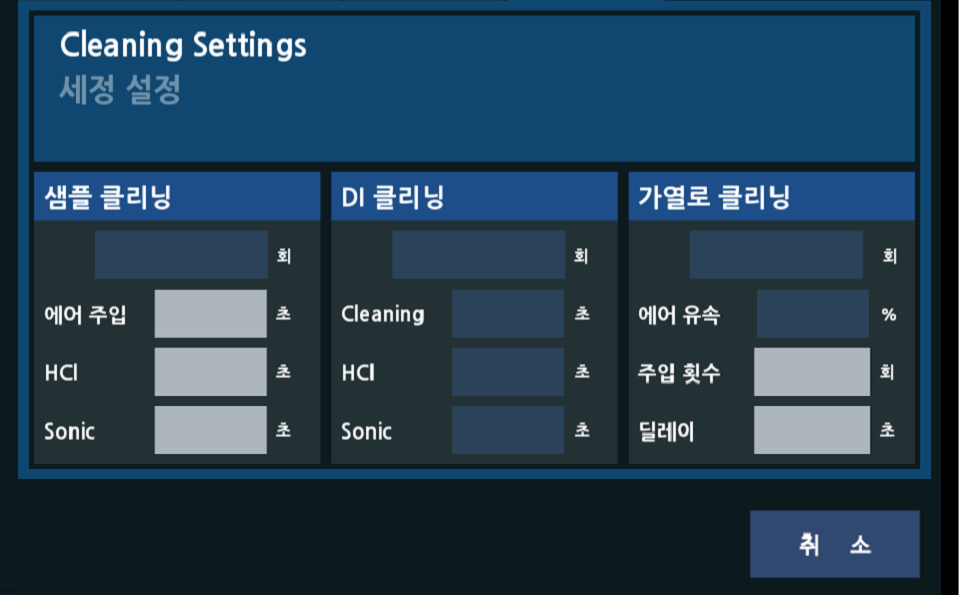 Cleaning Settings
세정 설정
샘플 클리닝
회
에어 주입 초
HCl 초
Sonic 초
DI 클리닝
회
Cleaning 초
HCl 초
Sonic 초
가열로 클리닝
회
에어 유속 %
주입 횟수 회
딜레이 초
취 소